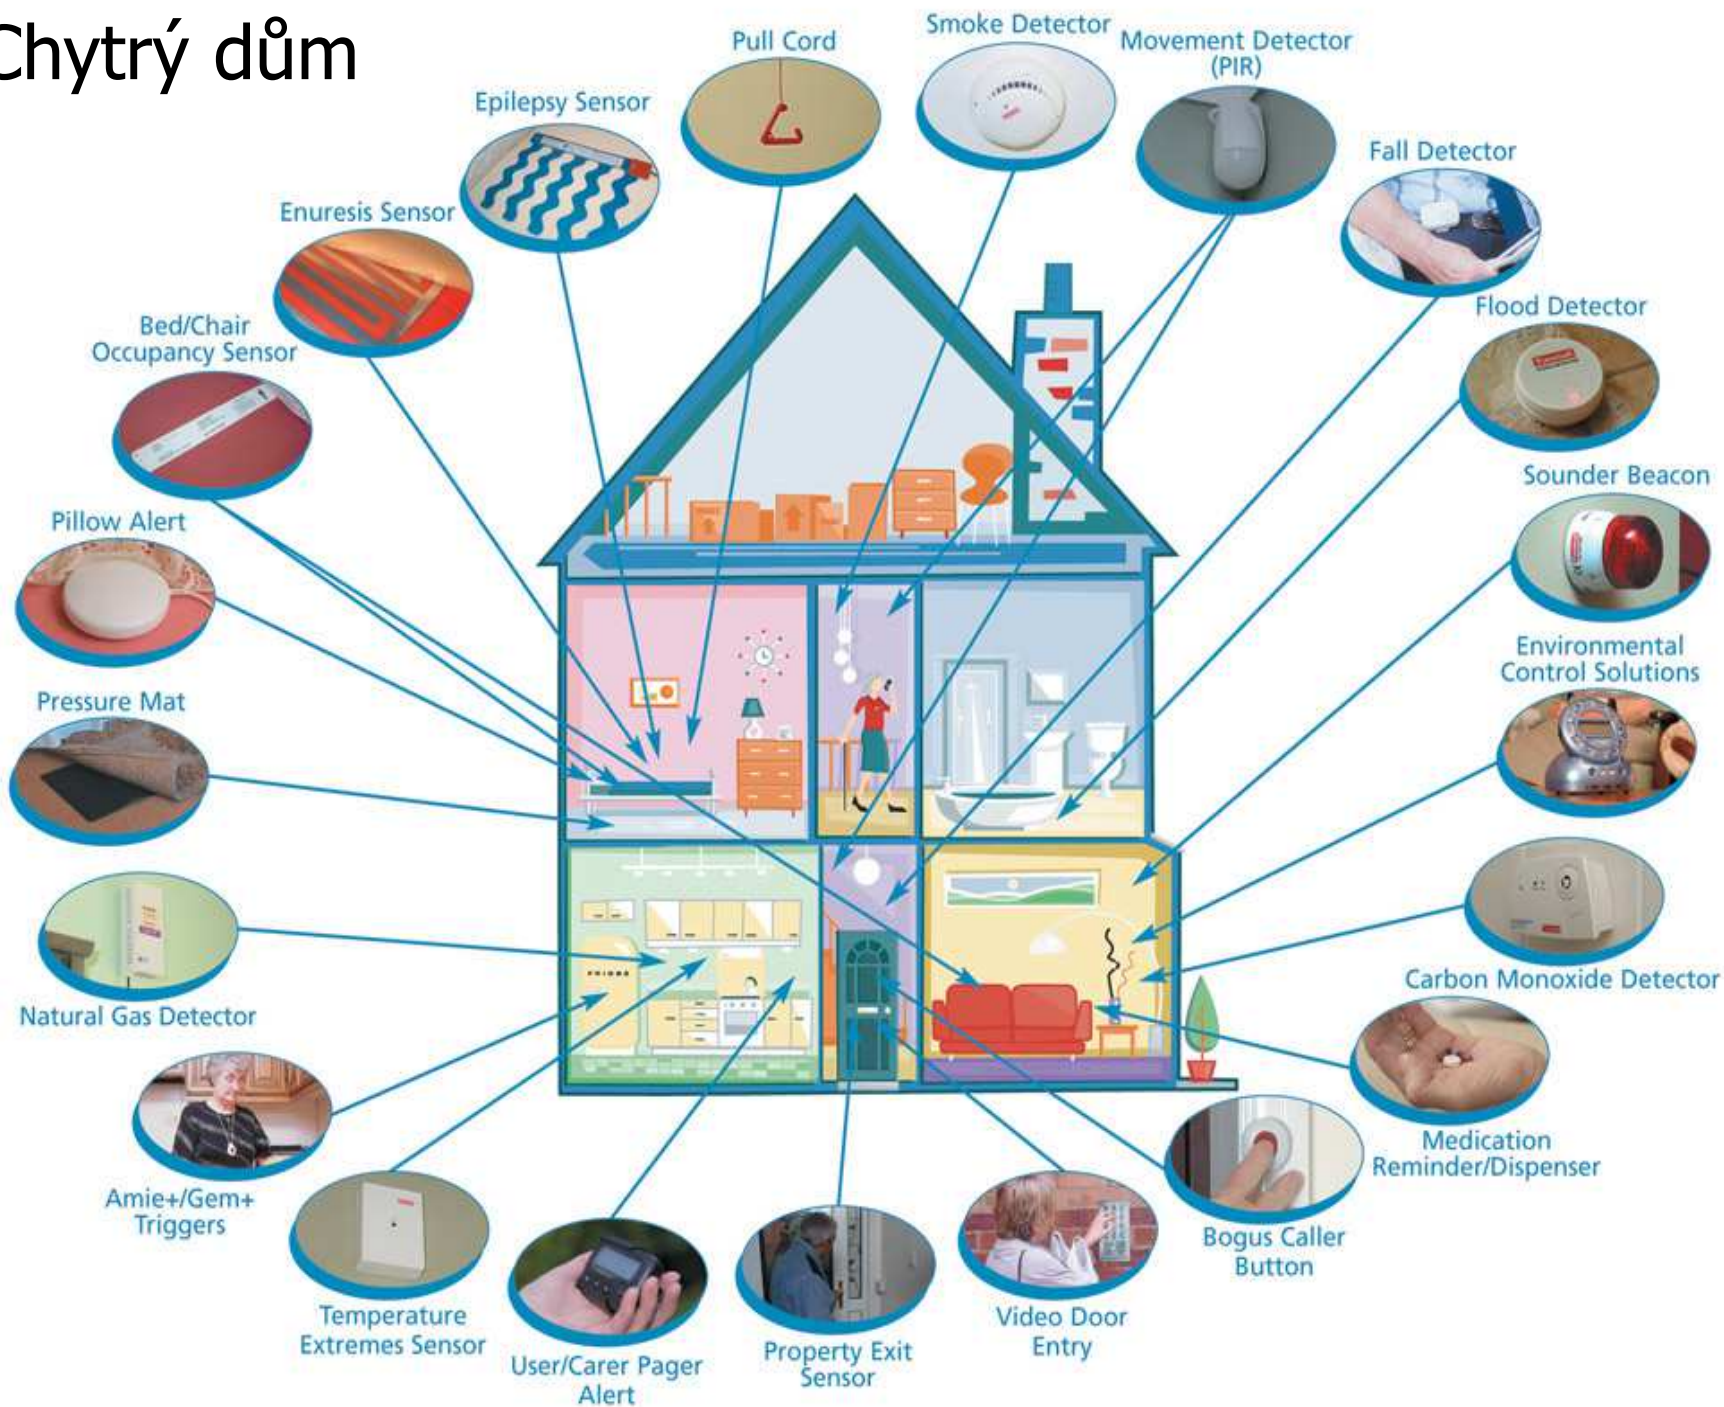 Chytrý dům
Pull Cord
Smoke Detector
Movement Detector
(PIR)
Epilepsy Sensor
Fall Detector
Enuresis Sensor
Flood Detector
Bed/Chair
Occupancy Sensor
Sounder Beacon
Pillow Alert
Environmental
Control Solutions
Pressure Mat
Carbon Monoxide Detector
Natural Gas Detector
FRIDGE
Medication
Reminder/Dispenser
Amie+/Gem+
Triggers
Bogus Caller
Button
Temperature
Extremes Sensor
Video Door
Entry
Property Exit
Sensor
User/Carer Pager
Alert